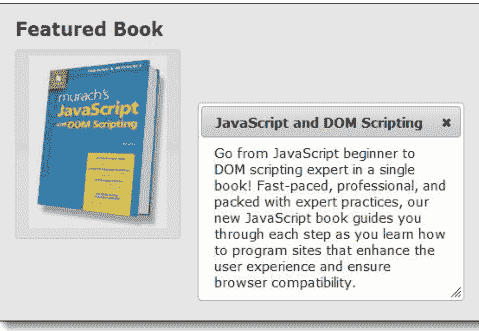 Featured Book
murach's
JavaScript
and DOM Scripting
JavaScript and DOM Scripting
Go from JavaScript beginner to
DOM scripting expert in a single
book! Fast-paced, professional, and
packed with expert practices, our
new JavaScript book guides you
through each step as you learn how
to program sites that enhance the
user experience and ensure
browser compatibility.